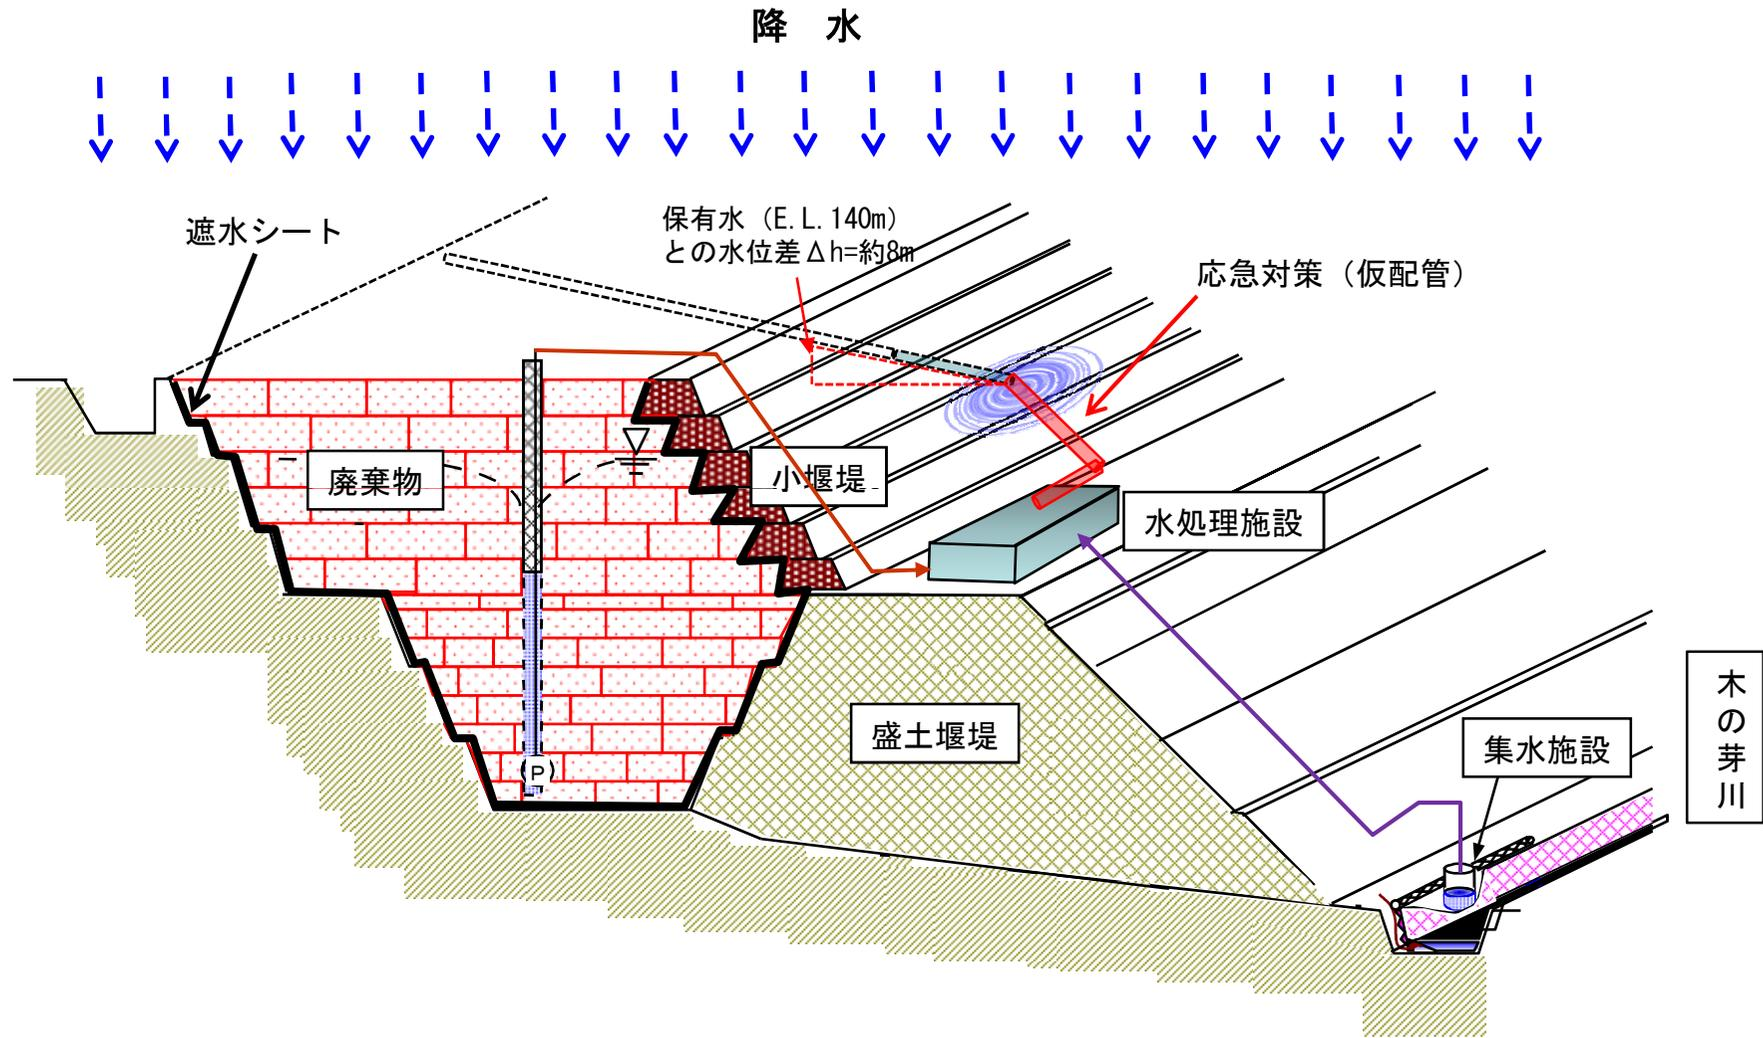 降 水
遮水シート
保有水（E.L.140m）
との水位差Δh=約8m
応急対策（仮配管）
廃棄物
小堰堤
水処理施設
盛土堰堤
集水施設
木の芽川
P